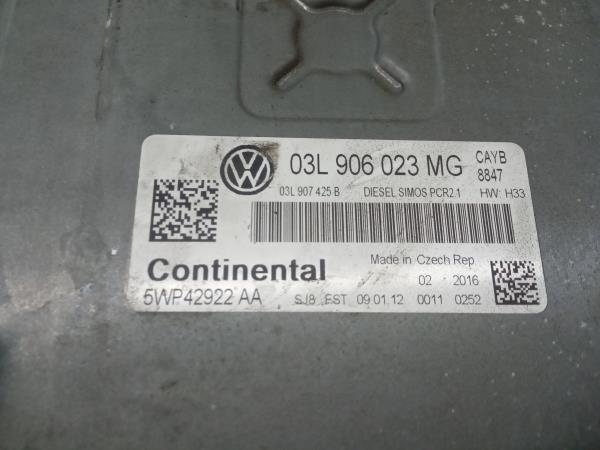 03L 906 023 MG CAYB
8847
03L 907 425 B DIESEL SIMOS PCR2.1 HW: H33
Made in Czech Rep
Continental 02 2016
5WP42922 AA SJ8 EST 09.01.12 0011 0252